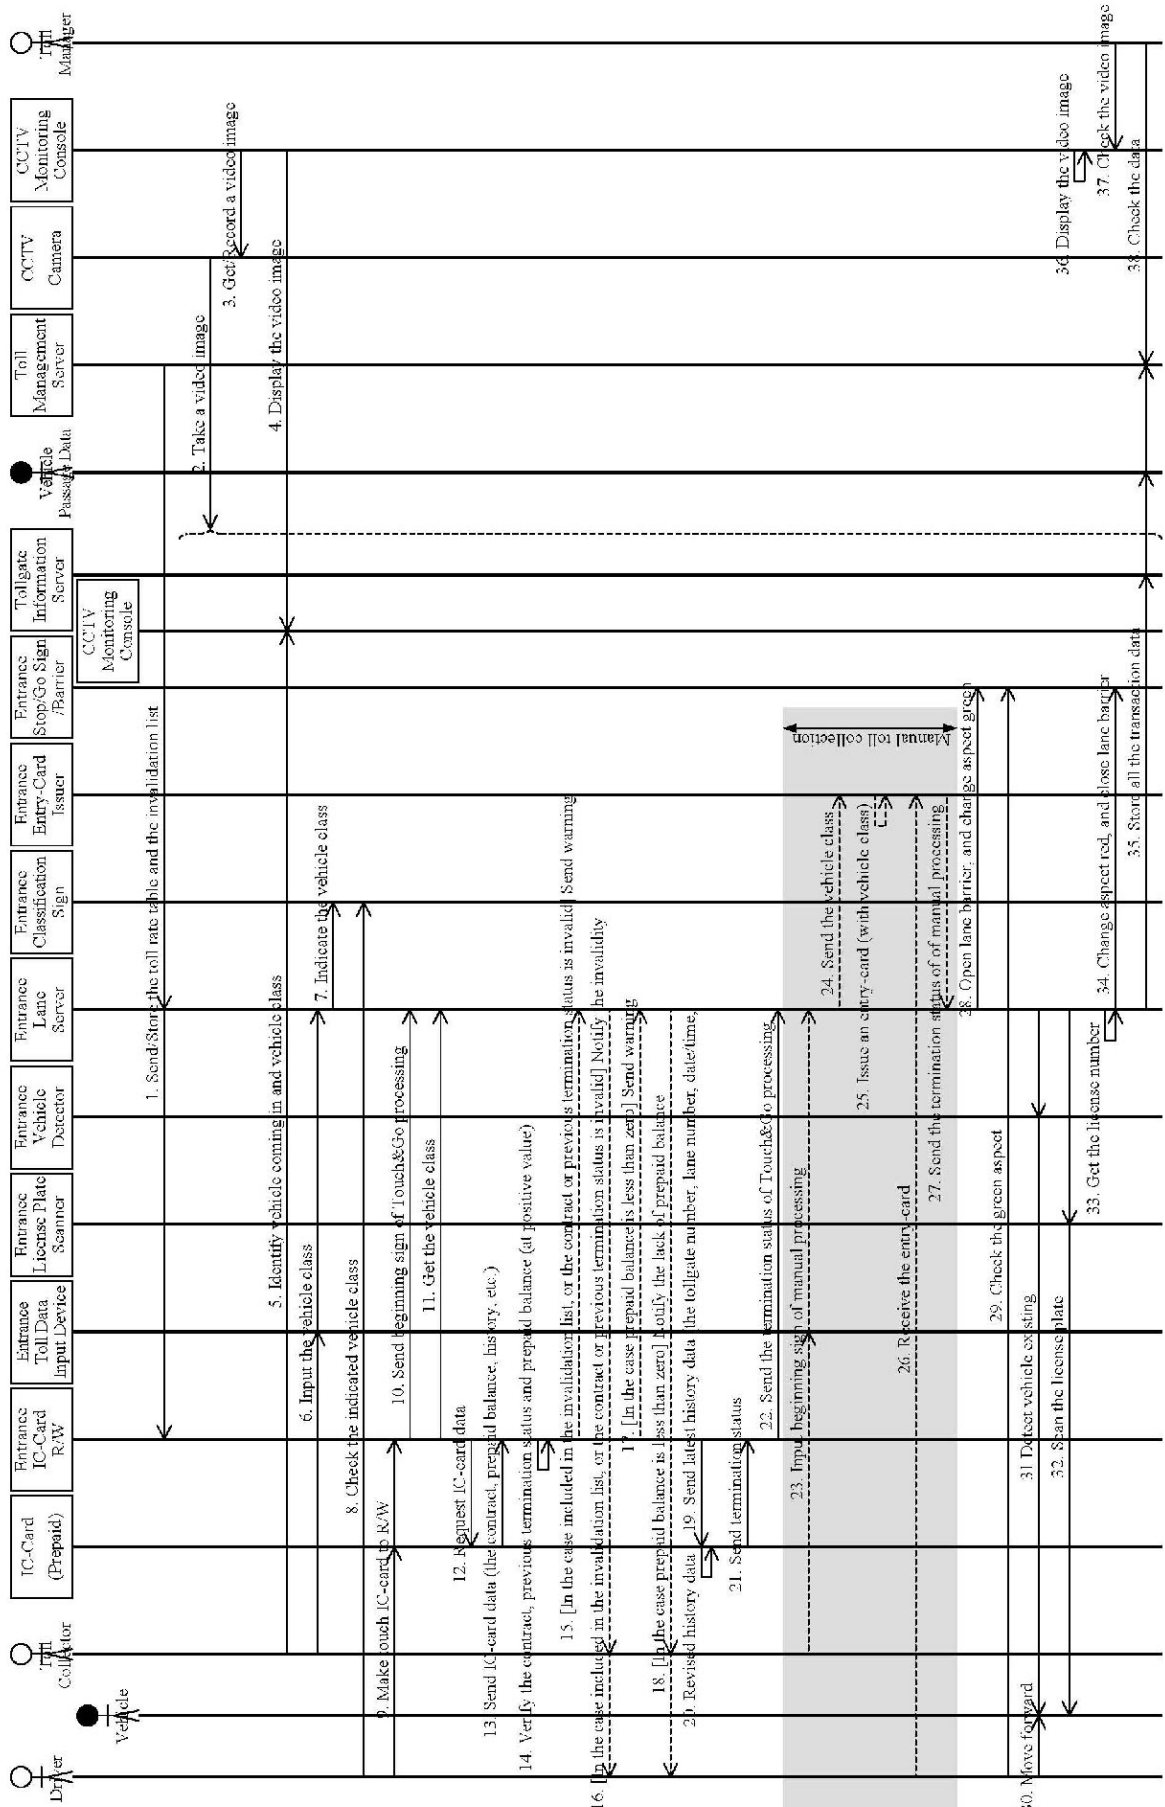 Toll
Manager
CCTV
Monitoring
Console
CCTV
Camera
Toll
Management
Server
Vehicle
Passage Data
Tollgate
Information
Server
CCTV
Monitoring
Console
Entrance
Stop/Go Sign
/Barrier
Entrance
Entry-Card
Issuer
Entrance
Classification
Sign
Entrance
Lane
Server
Entrance
Vehicle
Detector
Entrance
License Plate
Scanner
Entrance
Toll Data
Input Device
Entrance
IC-Card
R/W
IC-Card
(Prepaid)
Toll
Collector
Vehicle
Driver
1. Send/Store the toll rate table and the invalidation list
2. Take a video image
3. Get/Record a video image
4. Display the video image
5. Identify vehicle coming in and vehicle class
6. Input the vehicle class
7. Indicate the vehicle class
8. Check the indicated vehicle class
9. Make touch IC-card to R/W
10. Send beginning sign of Touch&Go processing
11. Get the vehicle class
12. Request IC-card data
13. Send IC-card data (the contract, prepaid balance, history, etc.)
14. Verify the contract, previous termination status and prepaid balance (at positive value)
15. [In the case included in the invalidation list, or the contract or previous termination status is invalid] Send warning
16. [In the case included in the invalidation list, or the contract or previous termination status is invalid] Notify the invalidity
17. [In the case prepaid balance is less than zero] Send warning
18. [In the case prepaid balance is less than zero] Notify the lack of prepaid balance
19. Send latest history data (the tollgate number, lane number, date/time,
20. Revised history data
21. Send termination status
22. Send the termination status of Touch&Go processing
23. Input beginning sign of manual processing
Manual toll collection
24. Send the vehicle class
25. Issue an entry-card (with vehicle class)
26. Receive the entry-card
27. Send the termination status of of manual processing
28. Open lane barrier, and change aspect green
29. Check the green aspect
30. Move forward
31 Detect vehicle existing
32. Scan the license plate
33. Get the license number
34. Change aspect red, and close lane barrier
35. Store all the transaction data
36. Display the video image
37. Check the video image
38. Check the data